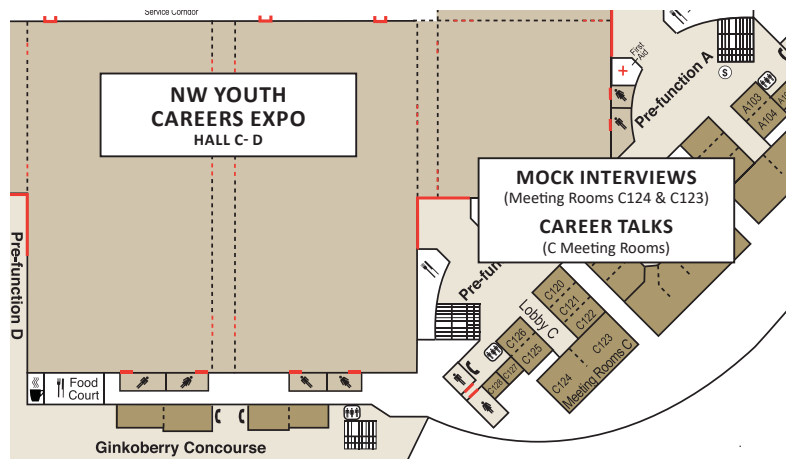 Service Corridor
NW YOUTH
CAREERS EXPO
HALL C- D
First
Aid
Pre-function A
$
A103
A104
MOCK INTERVIEWS
(Meeting Rooms C124 & C123)
CAREER TALKS
(C Meeting Rooms)
Pre-function D
Pre-fun
Lobby C
C120
C121
C122
C123
C124
Meeting Rooms C
C126
C125
C127
C128
Food
Court
Ginkoberry Concourse